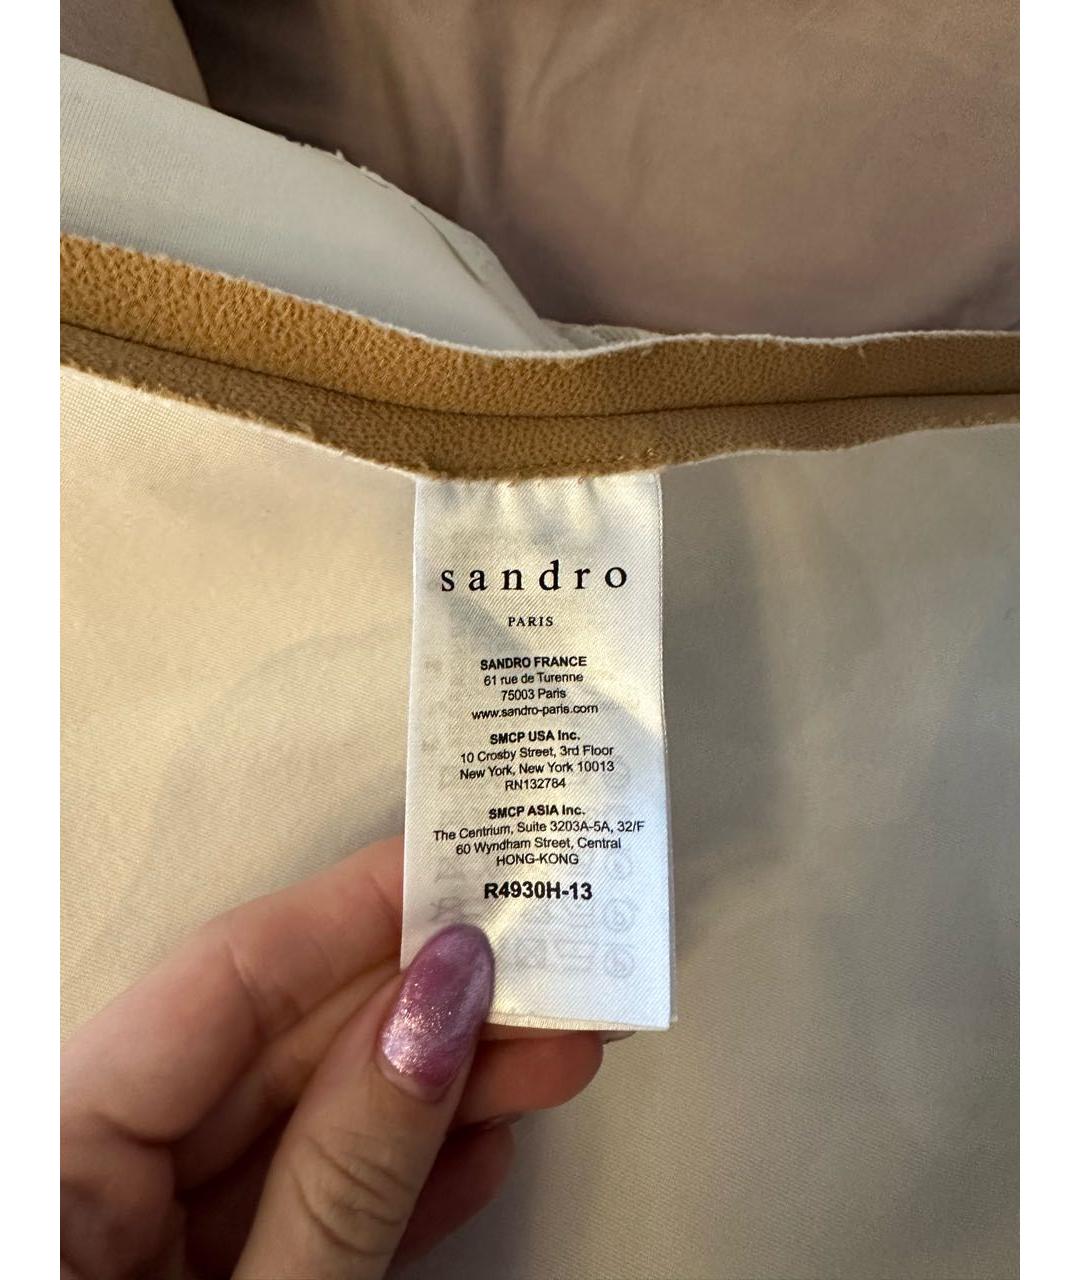 sandro
PARIS
SANDRO FRANCE
61 rue de Turenne
75003 Paris
www.sandro-paris.com
SMCP USA Inc.
10 Crosby Street, 3rd Floor
New York, New York 10013
RN132784
SMCP ASIA Inc.
The Centrium, Suite 3203A-5A, 32/F
60 Wyndham Street, Central
HONG-KONG
R4930H-13